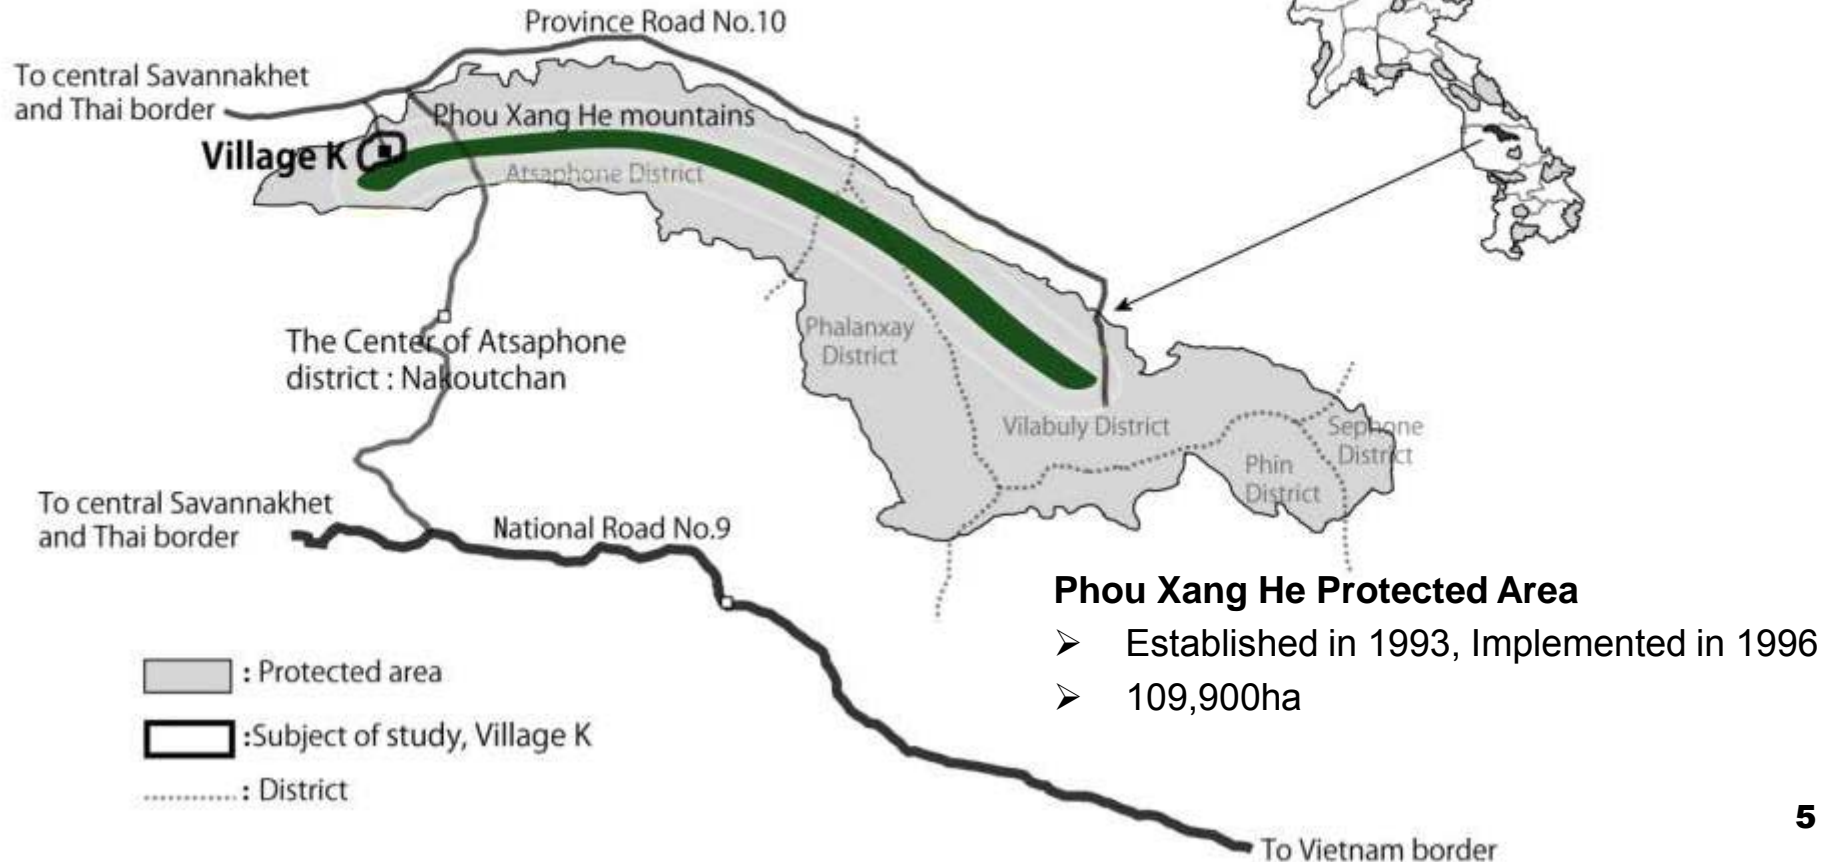 Province Road No.10
To central Savannakhet
and Thai border
Phou Xang He mountains
Village K
Atsaphone District
The Center of Atsaphone
district : Nakoutchan
Phalanxay
District
Vilabuly District
Sephone
District
Phin
District
To central Savannakhet
and Thai border
National Road No.9
Phou Xang He Protected Area
➢ Established in 1993, Implemented in 1996
➢ 109,900ha
: Protected area
:Subject of study, Village K
: District
5
To Vietnam border